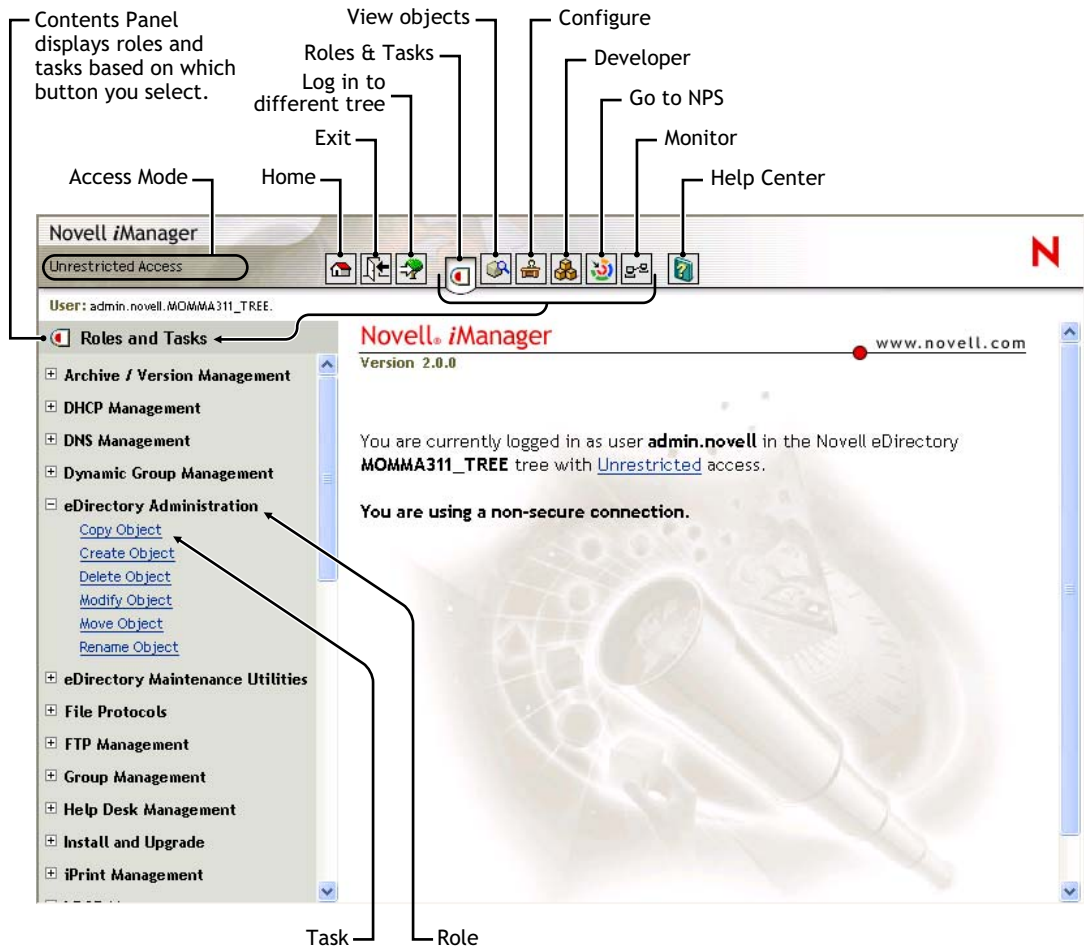 Contents Panel
displays roles and
tasks based on which
button you select.
View objects
Configure
Roles & Tasks
Developer
Log in to
different tree
Go to NPS
Exit
Monitor
Access Mode
Home
Help Center
Novell iManager
Unrestricted Access
N
User: admin.novell.MOMMA311_TREE.
Roles and Tasks
Archive / Version Management
DHCP Management
DNS Management
Dynamic Group Management
eDirectory Administration
Copy Object
Create Object
Delete Object
Modify Object
Move Object
Rename Object
eDirectory Maintenance Utilities
File Protocols
FTP Management
Group Management
Help Desk Management
Install and Upgrade
iPrint Management
Novell® iManager
www.novell.com
Version 2.0.0
You are currently logged in as user admin.novell in the Novell eDirectory
MOMMA311_TREE tree with Unrestricted access.
You are using a non-secure connection.
Task
Role